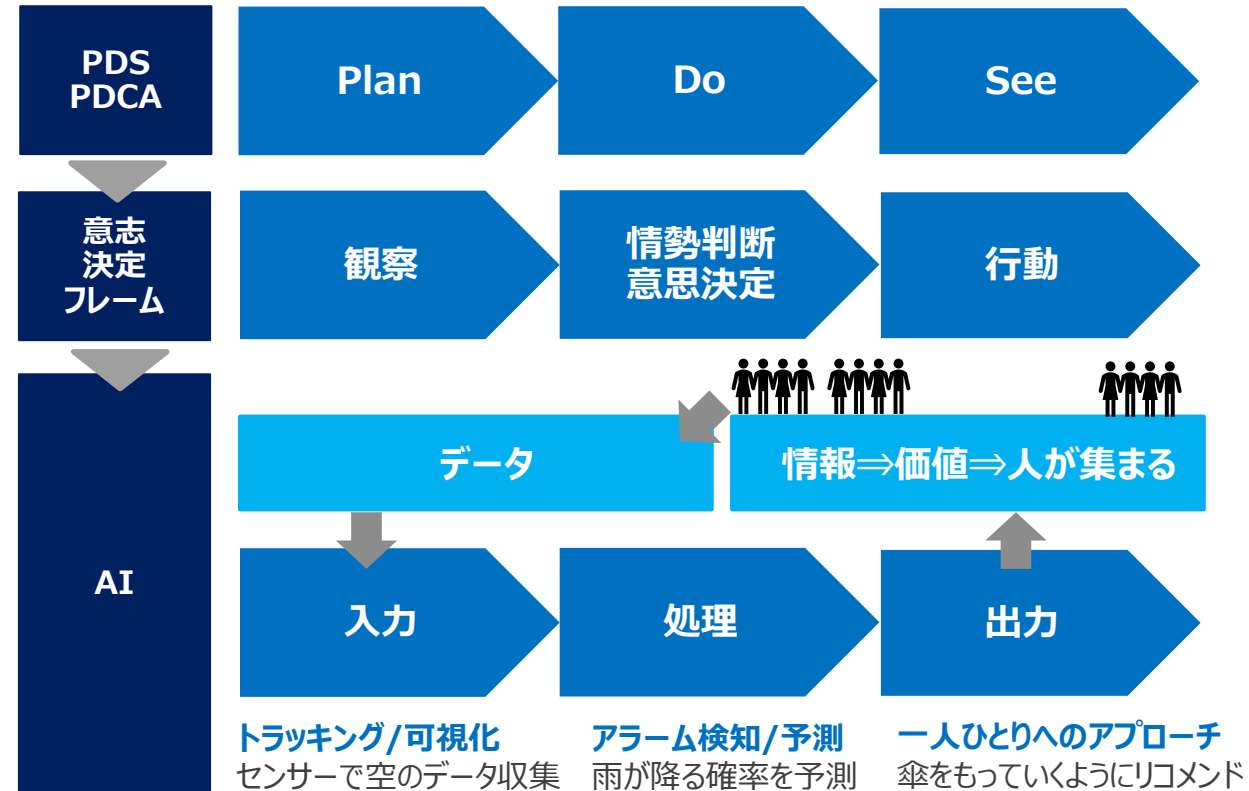 PDS
PDCA
Plan
Do
See
意志
決定
フレーム
観察
情勢判断
意思決定
行動
AI
データ
情報⇒価値⇒人が集まる
入力
処理
出力
トラッキング/可視化
センサーで空のデータ収集
アラーム検知/予測
雨が降る確率を予測
一人ひとりへのアプローチ
傘をもっていくようにリコメンド